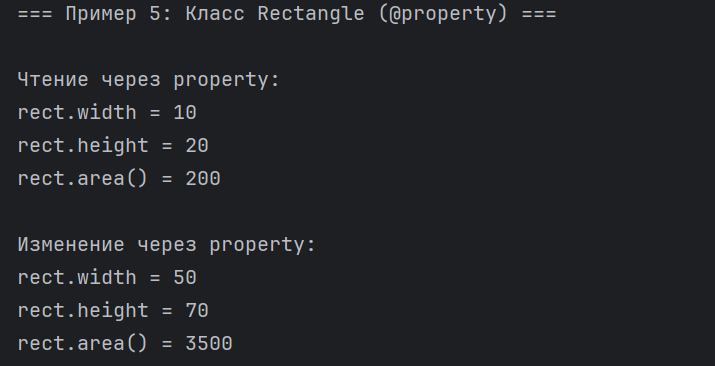 === Пример 5: Класс Rectangle (@property) ===
Чтение через property:
rect.width = 10
rect.height = 20
rect.area() = 200
Изменение через property:
rect.width = 50
rect.height = 70
rect.area() = 3500